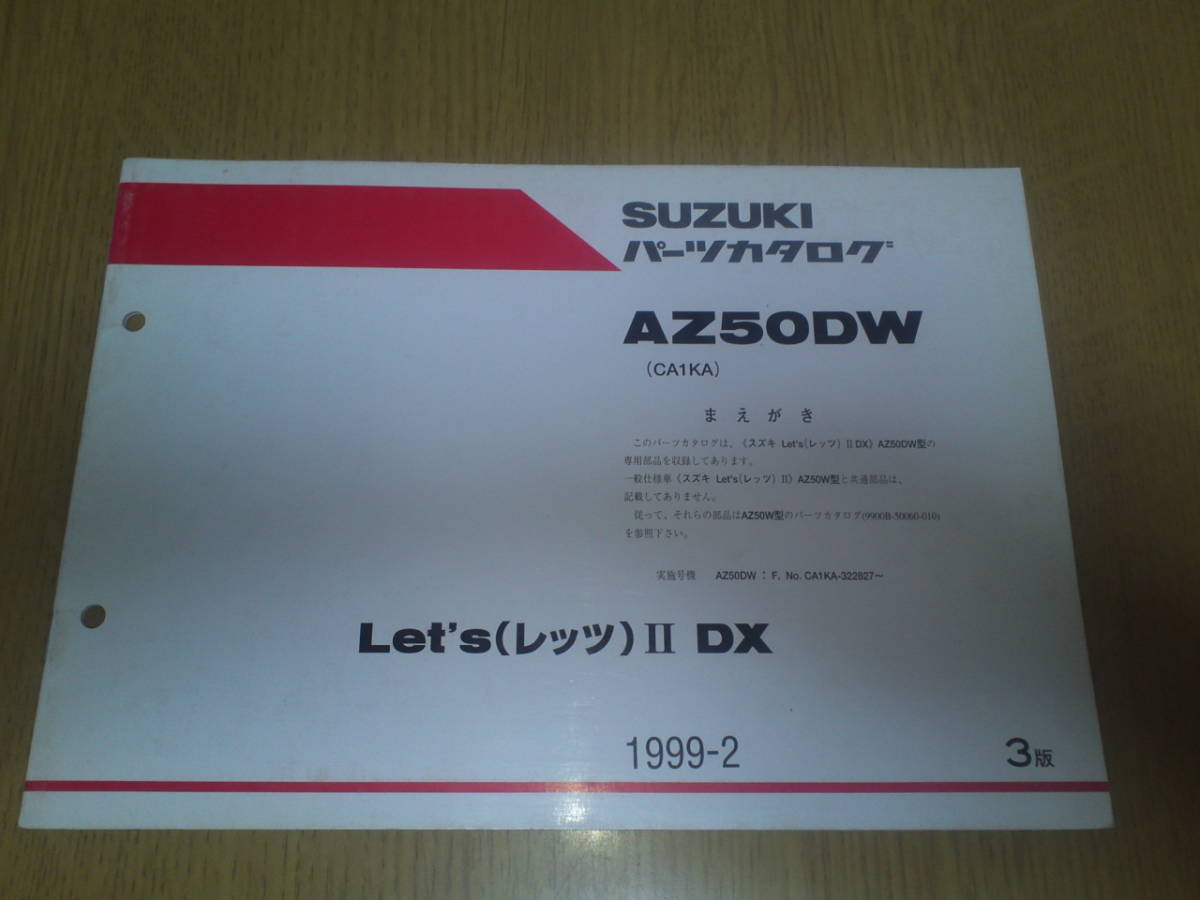 SUZUKI
パーツカタログ
AZ50DW
(CA1KA)
まえがき
このパーツカタログは、《スズキ Let's(レッツ) II DX》AZ50DW型の
専用部品を収録してあります。
一般仕様車《スズキ Let's(レッツ) II》AZ50W型と共通部品は、
記載してありません。
従って、それらの部品はAZ50W型のパーツカタログ(9900B-50060-010)
を参照下さい。
実施号機 AZ50DW : F. No. CA1KA-322827~
Let's(レッツ) II DX
1999-2
3版